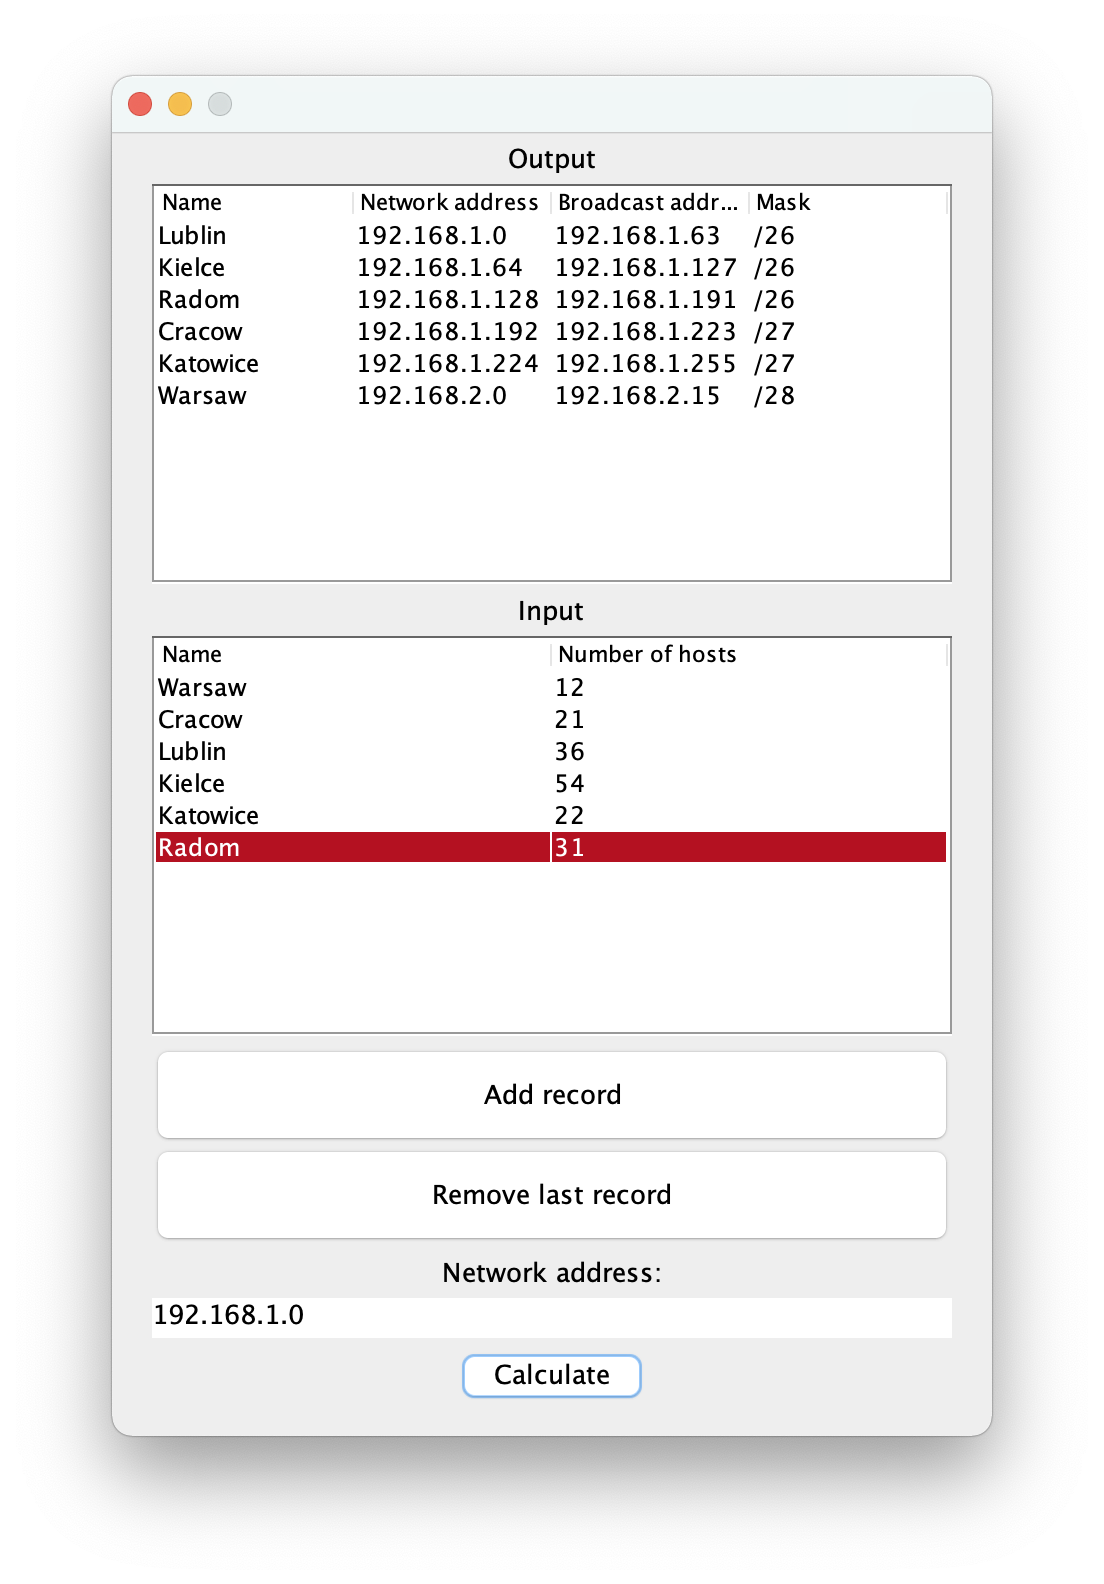 Output
Name Network address Broadcast addr... Mask
Lublin 192.168.1.0 192.168.1.63 /26
Kielce 192.168.1.64 192.168.1.127 /26
Radom 192.168.1.128 192.168.1.191 /26
Cracow 192.168.1.192 192.168.1.223 /27
Katowice 192.168.1.224 192.168.1.255 /27
Warsaw 192.168.2.0 192.168.2.15 /28
Input
Name Number of hosts
Warsaw 12
Cracow 21
Lublin 36
Kielce 54
Katowice 22
Radom 31
Add record
Remove last record
Network address:
192.168.1.0
Calculate